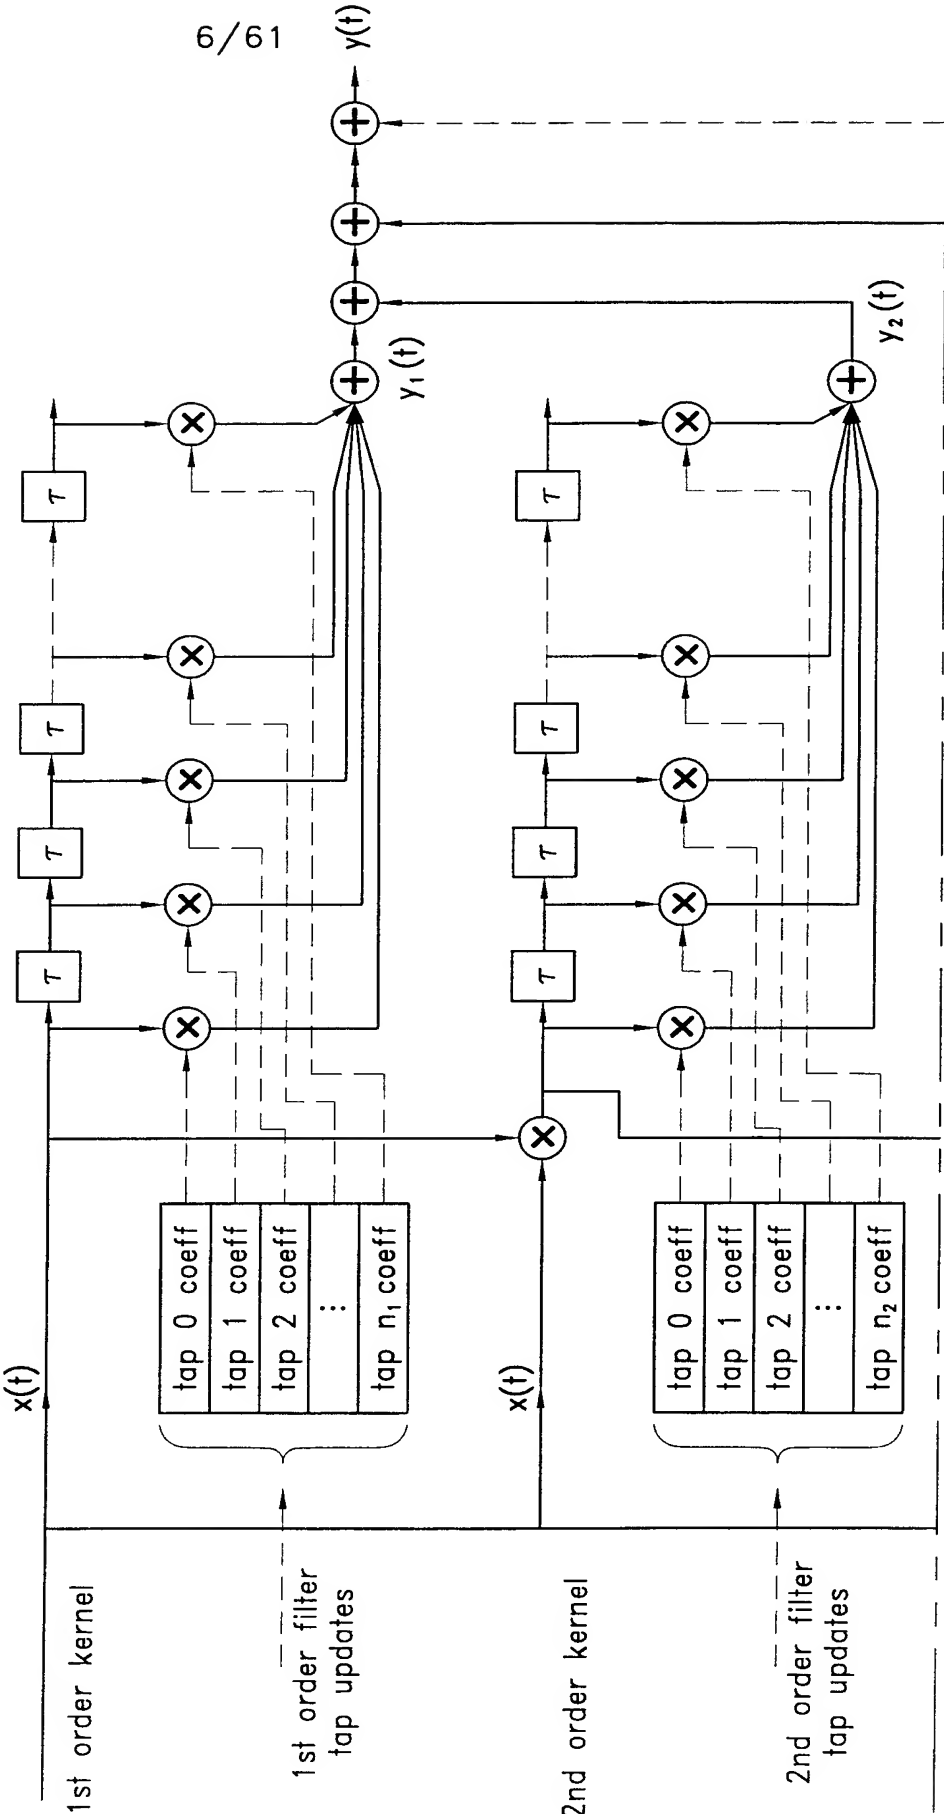 6/61
x(t)
1st order kernel
1st order filter
tap updates
tap 0 coeff
tap 1 coeff
tap 2 coeff
...
tap n₁ coeff
τ
τ
τ
τ
y₁(t)
y(t)
x(t)
2nd order kernel
2nd order filter
tap updates
tap 0 coeff
tap 1 coeff
tap 2 coeff
...
tap n₂ coeff
τ
τ
τ
τ
y₂(t)